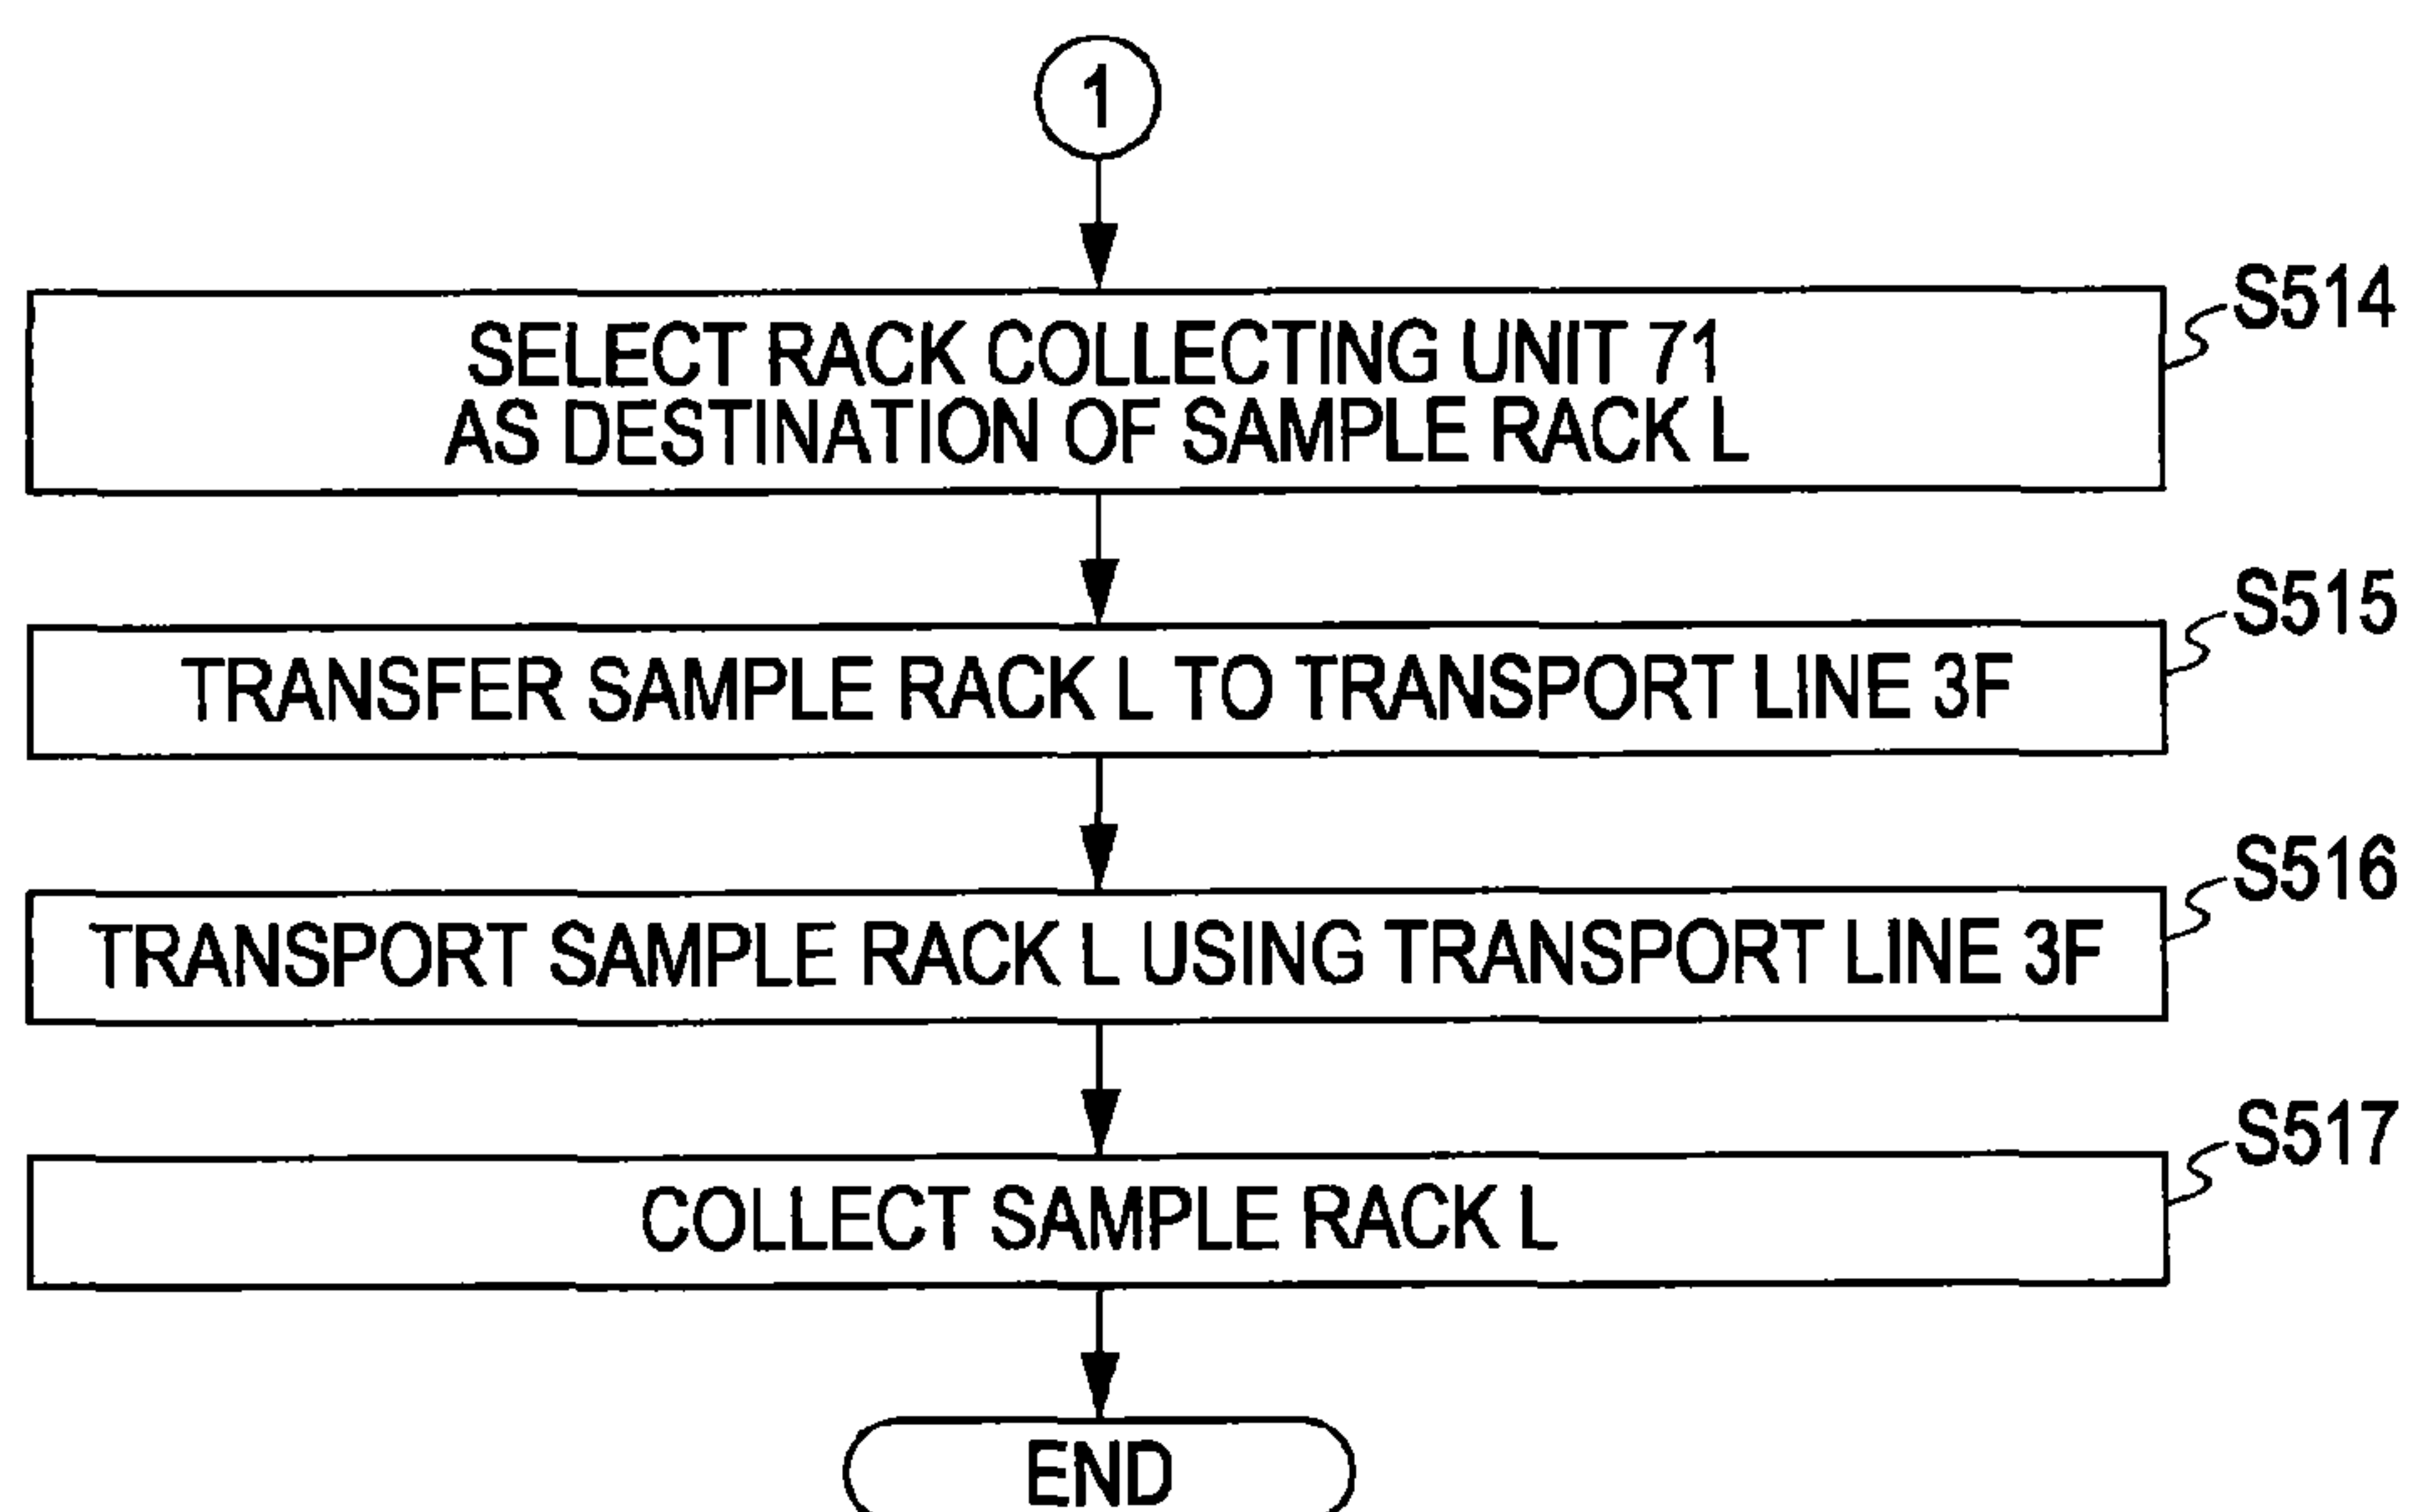 1
SELECT RACK COLLECTING UNIT 71
AS DESTINATION OF SAMPLE RACK L
S514
TRANSFER SAMPLE RACK L TO TRANSPORT LINE 3F
S515
TRANSPORT SAMPLE RACK L USING TRANSPORT LINE 3F
S516
COLLECT SAMPLE RACK L
S517
END